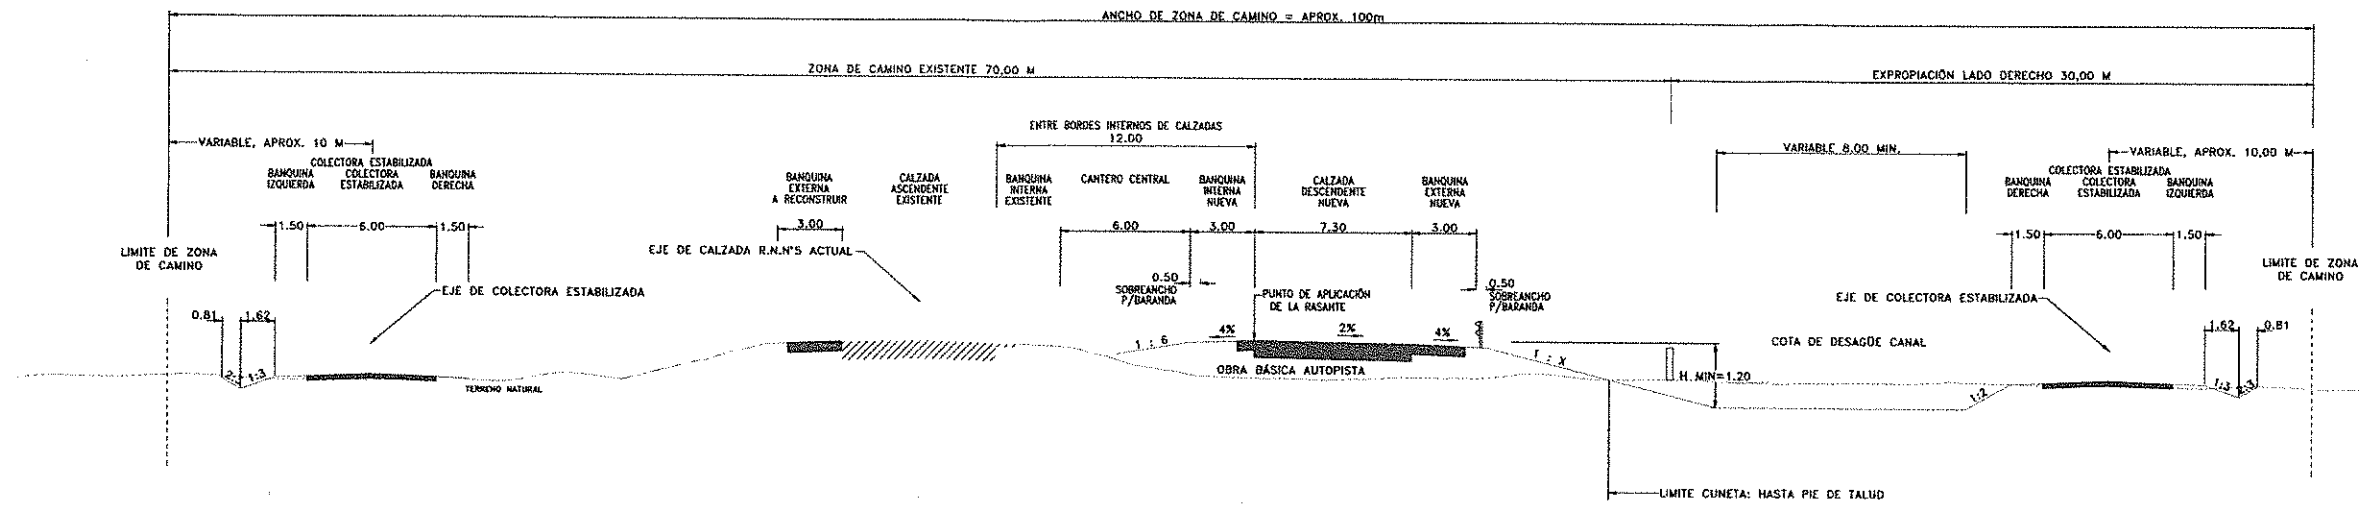 ANCHO DE ZONA DE CAMINO = APROX. 100m
ZONA DE CAMINO EXISTENTE 70,00 M
EXPROPIACIÓN LADO DERECHO 30,00 M
VARIABLE, APROX. 10 M
COLECTORA ESTABILIZADA
BANQUINA
IZQUIERDA
COLECTORA
ESTABILIZADA
BANQUINA
DERECHA
1.50
6.00
1.50
LIMITE DE ZONA
DE CAMINO
EJE DE COLECTORA ESTABILIZADA
0.81
1.62
1:3
TERRENO NATURAL
BANQUINA
EXTERNA
A RECONSTRUIR
3.00
CALZADA
ASCENDENTE
EXISTENTE
EJE DE CALZADA R.N.N°5 ACTUAL
ENTRE BORDES INTERNOS DE CALZADAS
12.00
BANQUINA
INTERNA
EXISTENTE
CANTERO CENTRAL
6.00
BANQUINA
INTERNA
NUEVA
3.00
CALZADA
DESCENDENTE
NUEVA
7.30
BANQUINA
EXTERNA
NUEVA
3.00
0.50
SOBREANCHO
P/BARANDA
PUNTO DE APLICACIÓN
DE LA RASANTE
0.50
SOBREANCHO
P/BARANDA
1 : 6
4%
2%
4%
OBRA BÁSICA AUTOPISTA
1 : X
H. MIN=1.20
LIMITE CUNETA: HASTA PIE DE TALUD
VARIABLE 8.00 MIN.
COTA DE DESAGÜE CANAL
1:2
VARIABLE, APROX. 10,00 M
COLECTORA ESTABILIZADA
BANQUINA
DERECHA
COLECTORA
ESTABILIZADA
BANQUINA
IZQUIERDA
1.50
6.00
1.50
EJE DE COLECTORA ESTABILIZADA
LIMITE DE ZONA
DE CAMINO
1.62
0.81
1:3
2:3